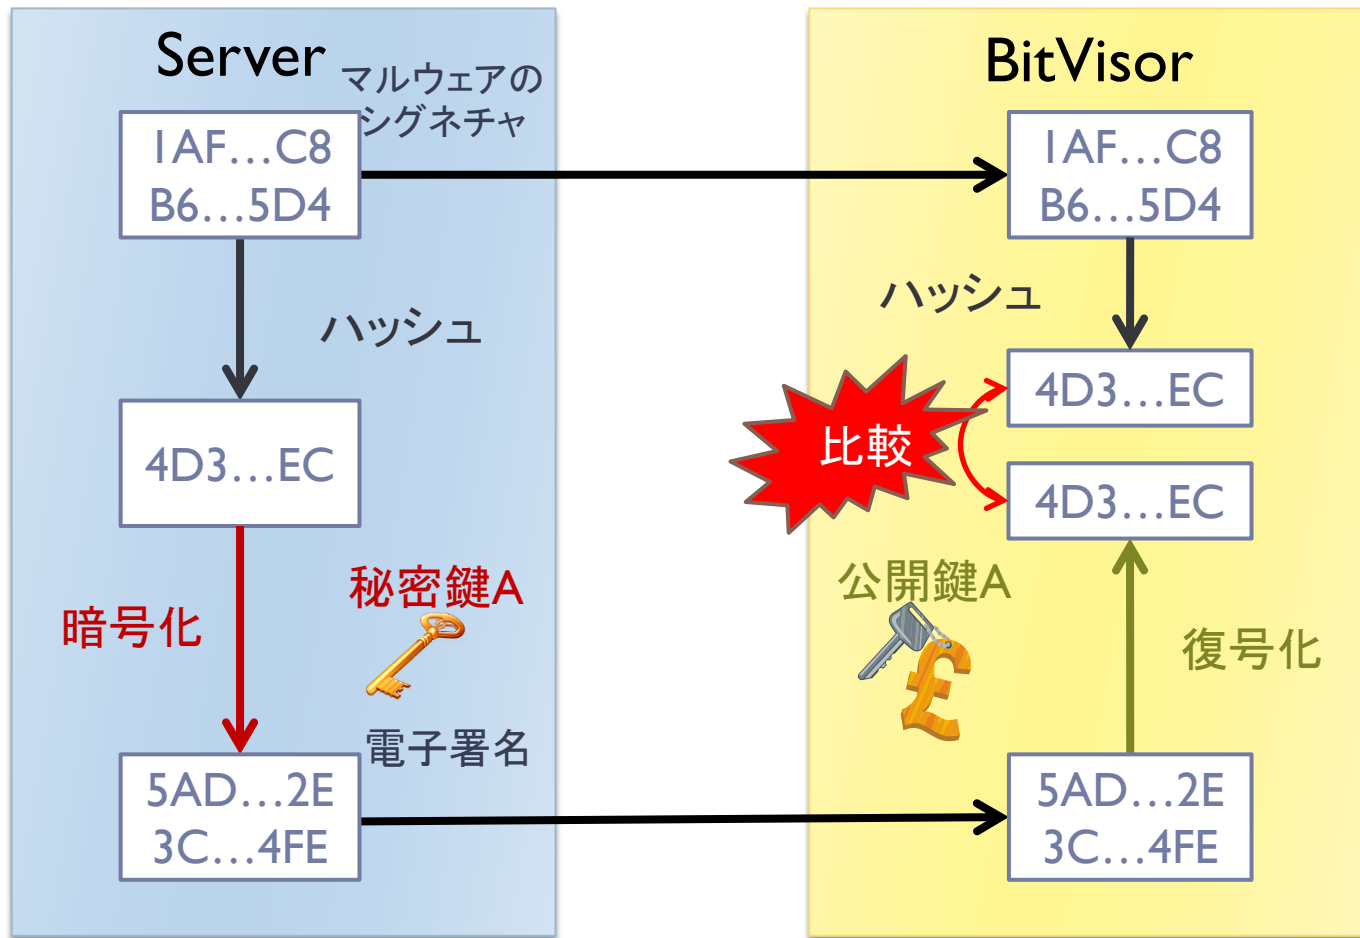 Server
マルウェアの
シグネチャ
1AF…C8
B6…5D4
ハッシュ
4D3…EC
暗号化
秘密鍵A
電子署名
5AD…2E
3C…4FE
BitVisor
1AF…C8
B6…5D4
ハッシュ
4D3…EC
比較
4D3…EC
公開鍵A
£
復号化
5AD…2E
3C…4FE